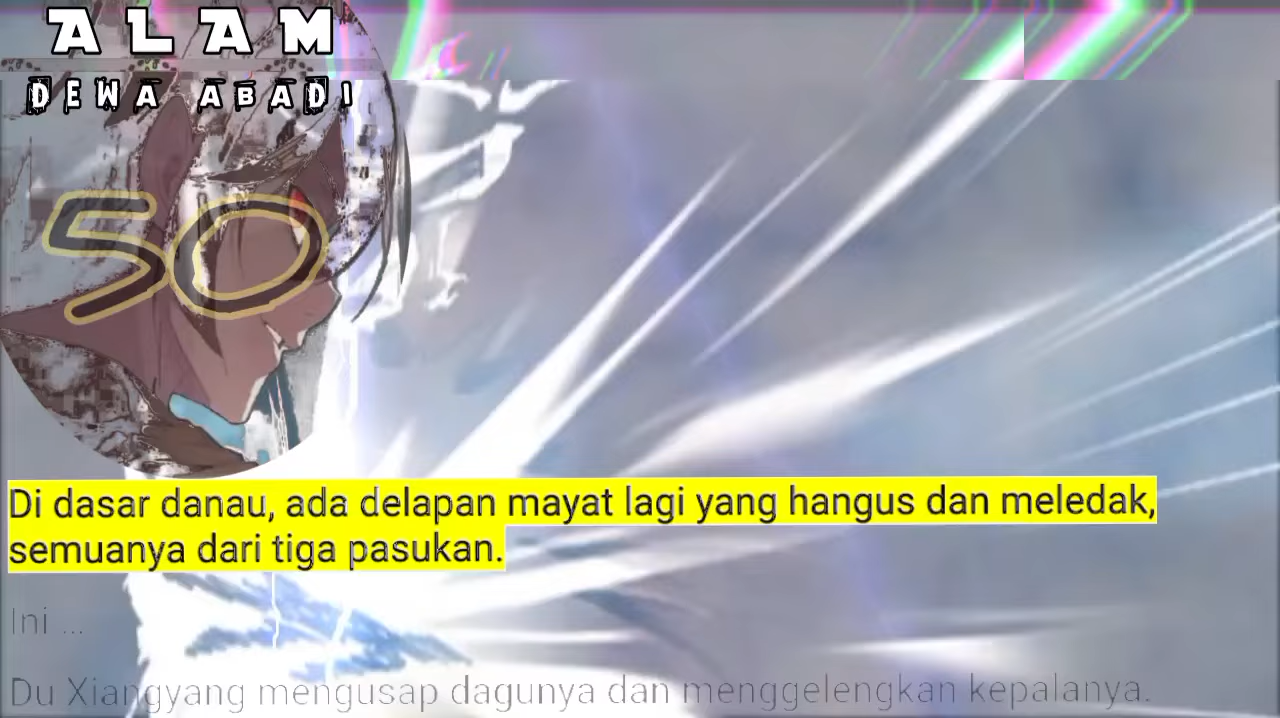 ALAM
DEWA ABADI
50
Di dasar danau, ada delapan mayat lagi yang hangus dan meledak,
semuanya dari tiga pasukan.
Ini ...
Du Xiangyang mengusap dagunya dan menggelengkan kepalanya.